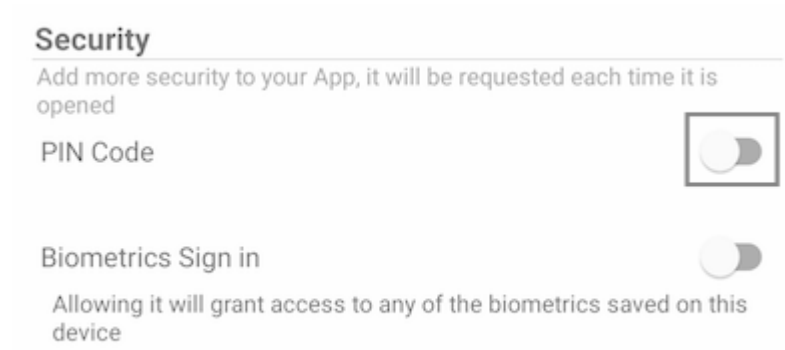 Security
Add more security to your App, it will be requested each time it is
opened
PIN Code
Biometrics Sign in
Allowing it will grant access to any of the biometrics saved on this
device